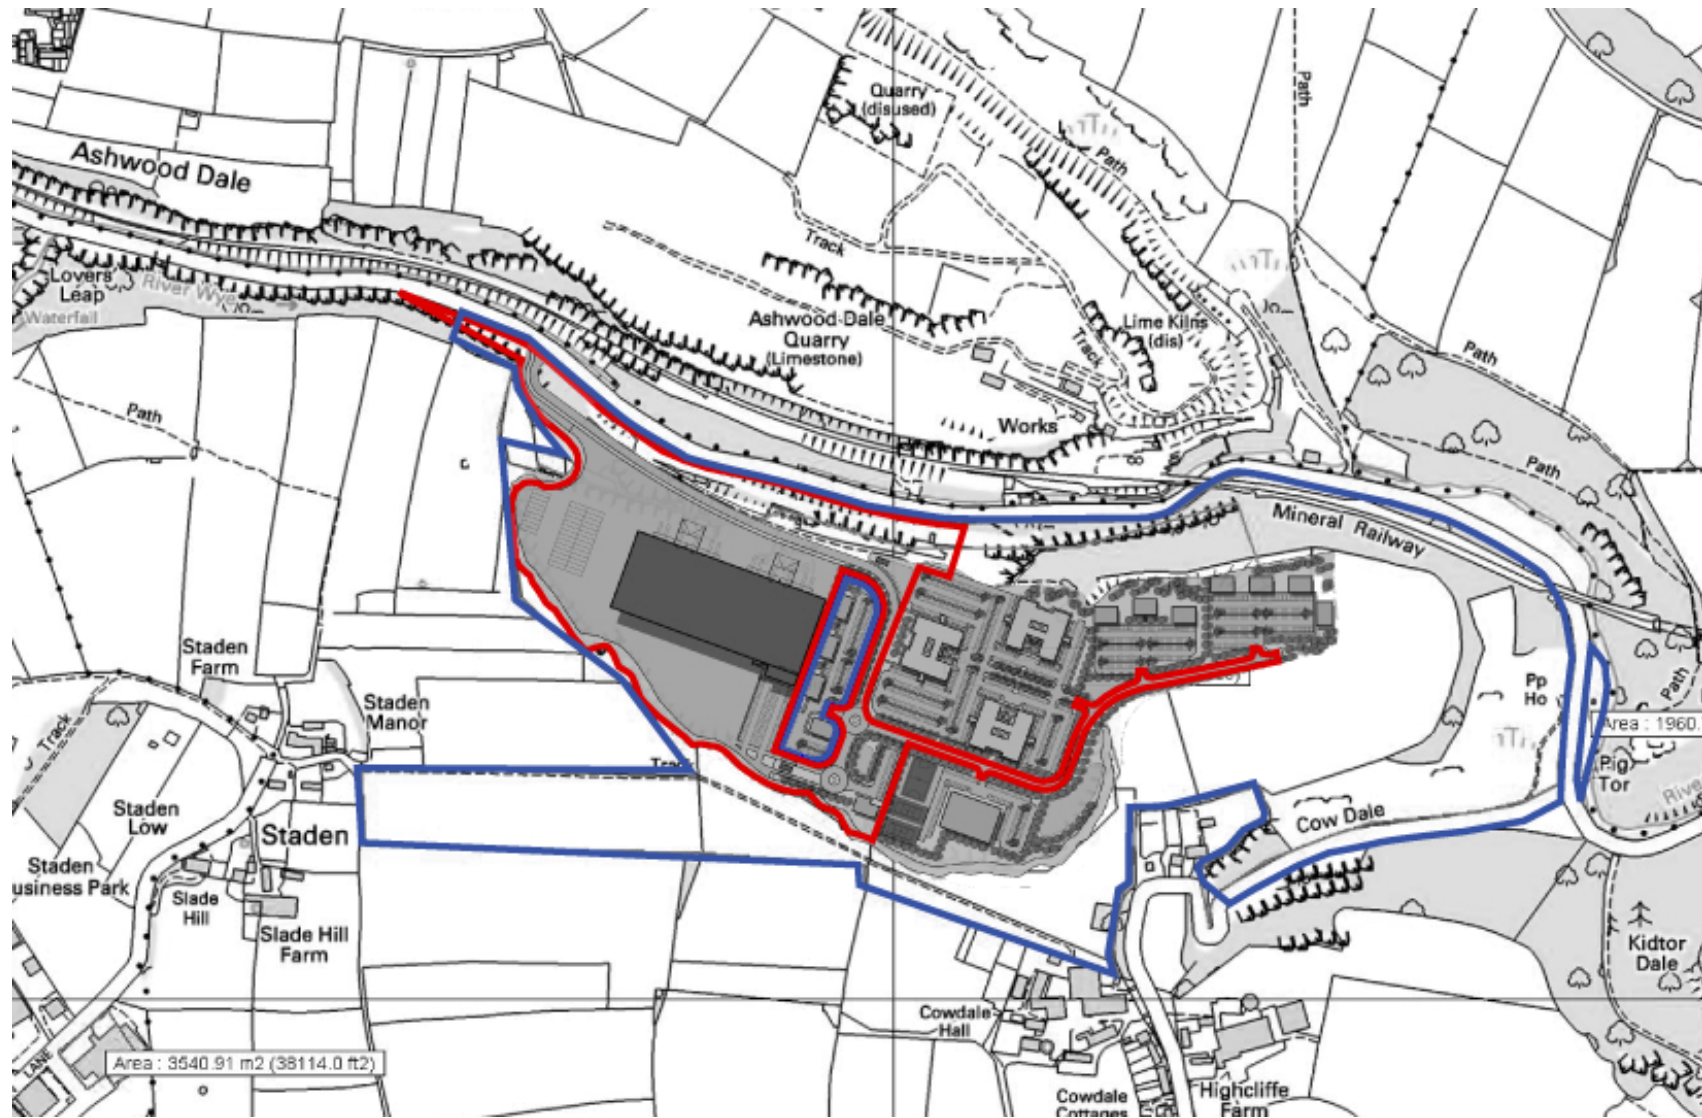 Quarry
(disused)
Path
Path
Ashwood Dale
Track
Lovers
Leap
River Wye
Waterfall
Ashwood Dale
Quarry
(Limestone)
Lime Kilns
(dis)
Track
Path
Path
Works
Path
Mineral Railway
Staden
Farm
Staden
Manor
Track
Path
Pp
Ho
Area : 1960.
Pig
Tor
Staden
Low
Staden
Cow Dale
Staden
usiness Park
Slade
Hill
Slade Hill
Farm
Kidtor
Dale
Cowdale
Hall
LANE
Area : 3540.91 m2 (38114.0 ft2)
Cowdale
Cottages
Highcliffe
Farm